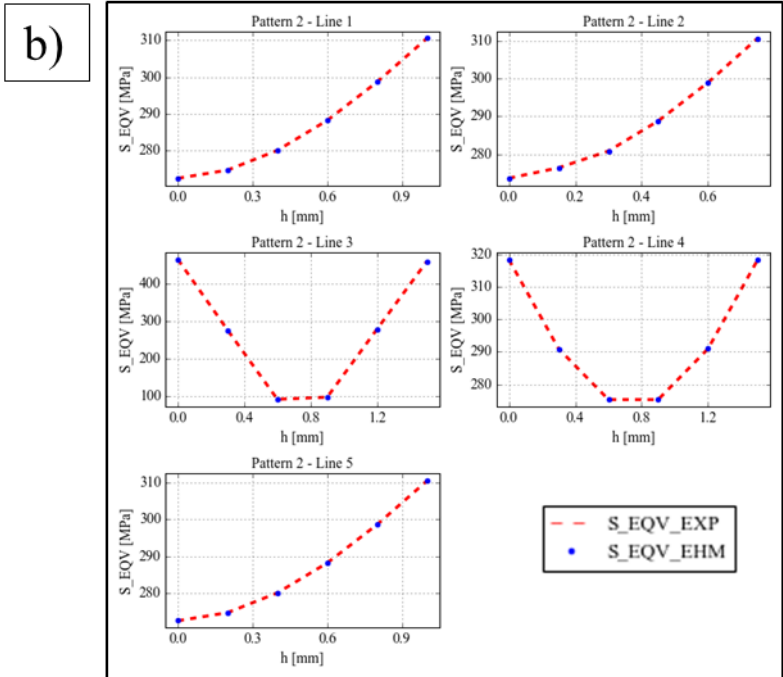 b)
Pattern 2 - Line 1
S_EQV [MPa]
310
300
290
280
0.0 0.3 0.6 0.9
h [mm]
Pattern 2 - Line 2
S_EQV [MPa]
310
300
290
280
0.0 0.2 0.4 0.6
h [mm]
Pattern 2 - Line 3
S_EQV [MPa]
400
300
200
100
0.0 0.4 0.8 1.2
h [mm]
Pattern 2 - Line 4
S_EQV [MPa]
320
310
300
290
280
0.0 0.4 0.8 1.2
h [mm]
Pattern 2 - Line 5
S_EQV [MPa]
310
300
290
280
0.0 0.3 0.6 0.9
h [mm]
S_EQV_EXP
S_EQV_EHM